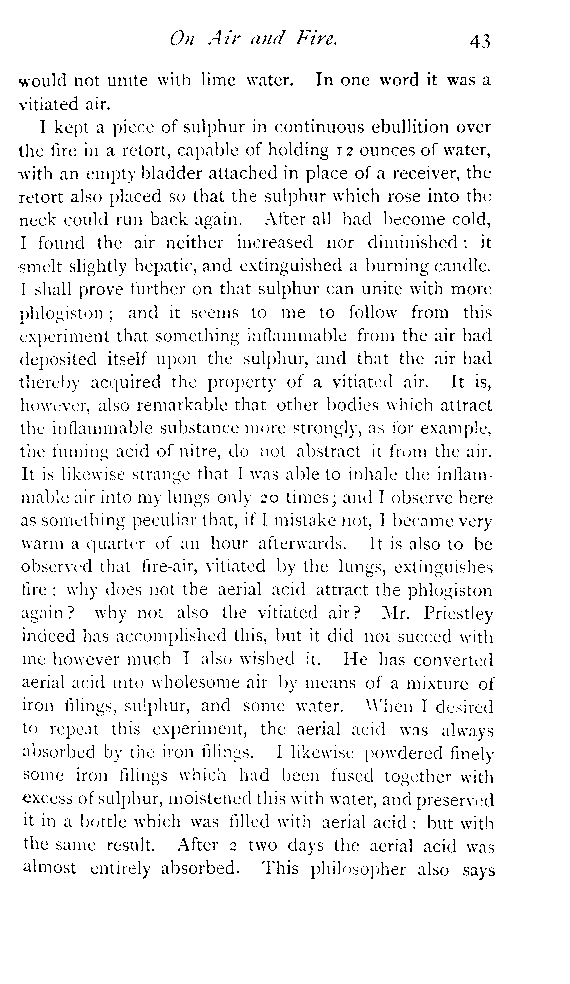 On Air and Fire. 43
would not unite with lime water. In one word it was a
vitiated air.
I kept a piece of sulphur in continuous ebullition over
the fire in a retort, capable of holding 12 ounces of water,
with an empty bladder attached in place of a receiver, the
retort also placed so that the sulphur which rose into the
neck could run back again. After all had become cold,
I found the air neither increased nor diminished; it
smelt slightly hepatic, and extinguished a burning candle.
I shall prove further on that sulphur can unite with more
phlogiston; and it seems to me to follow from this
experiment that something inflammable from the air had
deposited itself upon the sulphur, and that the air had
thereby acquired the property of a vitiated air. It is,
however, also remarkable that other bodies which attract
the inflammable substance more strongly, as for example,
the fuming acid of nitre, do not abstract it from the air.
It is likewise strange that I was able to inhale the inflam-
mable air into my lungs only 20 times; and I observe here
as something peculiar that, if I mistake not, I became very
warm a quarter of an hour afterwards. It is also to be
observed that fire-air, vitiated by the lungs, extinguishes
fire: why does not the aerial acid attract the phlogiston
again? why not also the vitiated air? Mr. Priestley
indeed has accomplished this, but it did not succed with
me however much I also wished it. He has converted
aerial acid into wholesome air by means of a mixture of
iron filings, sulphur, and some water. When I desired
to repeat this experiment, the aerial acid was always
absorbed by the iron filings. I likewise powdered finely
some iron filings which had been fused together with
excess of sulphur, moistened this with water, and preserved
it in a bottle which was filled with aerial acid: but with
the same result. After 2 two days the aerial acid was
almost entirely absorbed. This philosopher also says